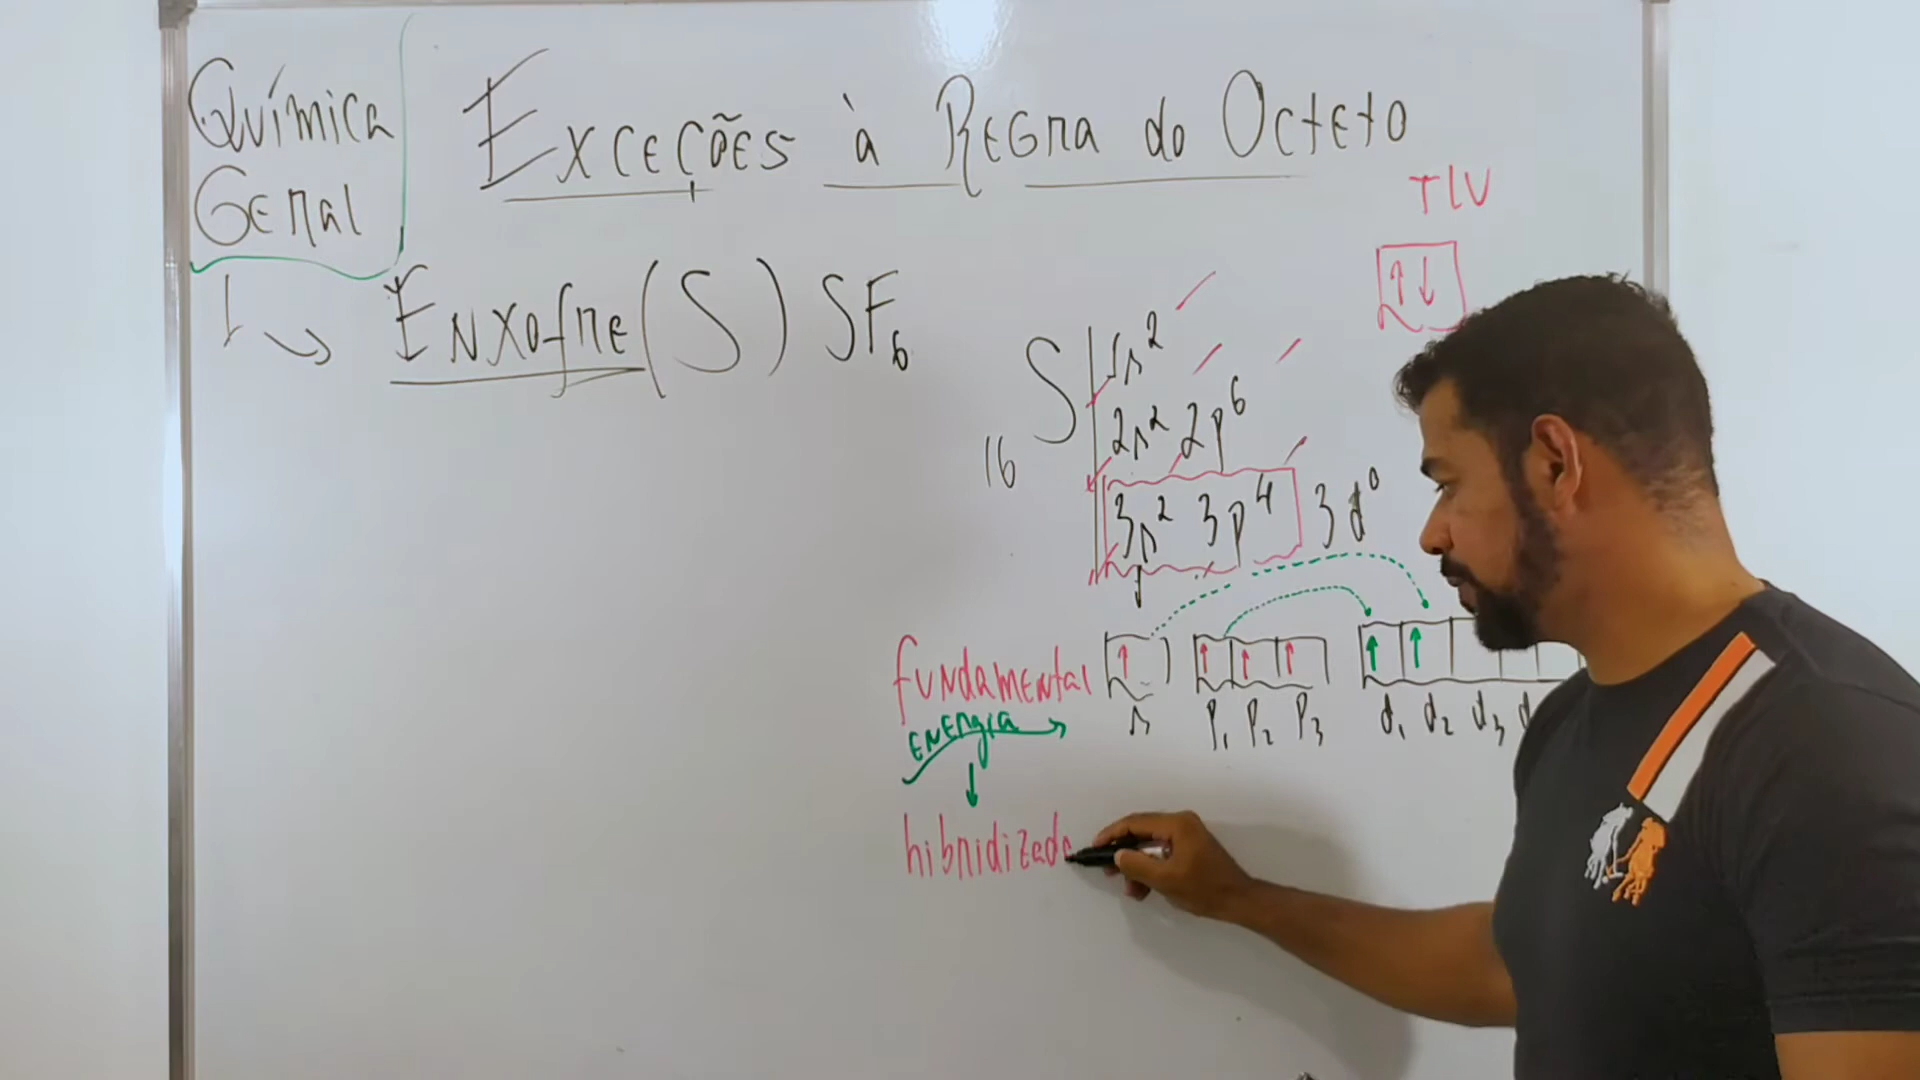 Química
Geral
Exceções à Regra do Octeto
TLV
↑↓
1 → Enxofre (S) SF₆
16 S 1s²
2s² 2p⁶
3s² 3p⁴ 3d⁰
fundamental ↑ ↑ ↑ ↑ ↑ ↑
energia → s p₁ p₂ p₃ d₁ d₂ d₃ d
↓
hibridizado